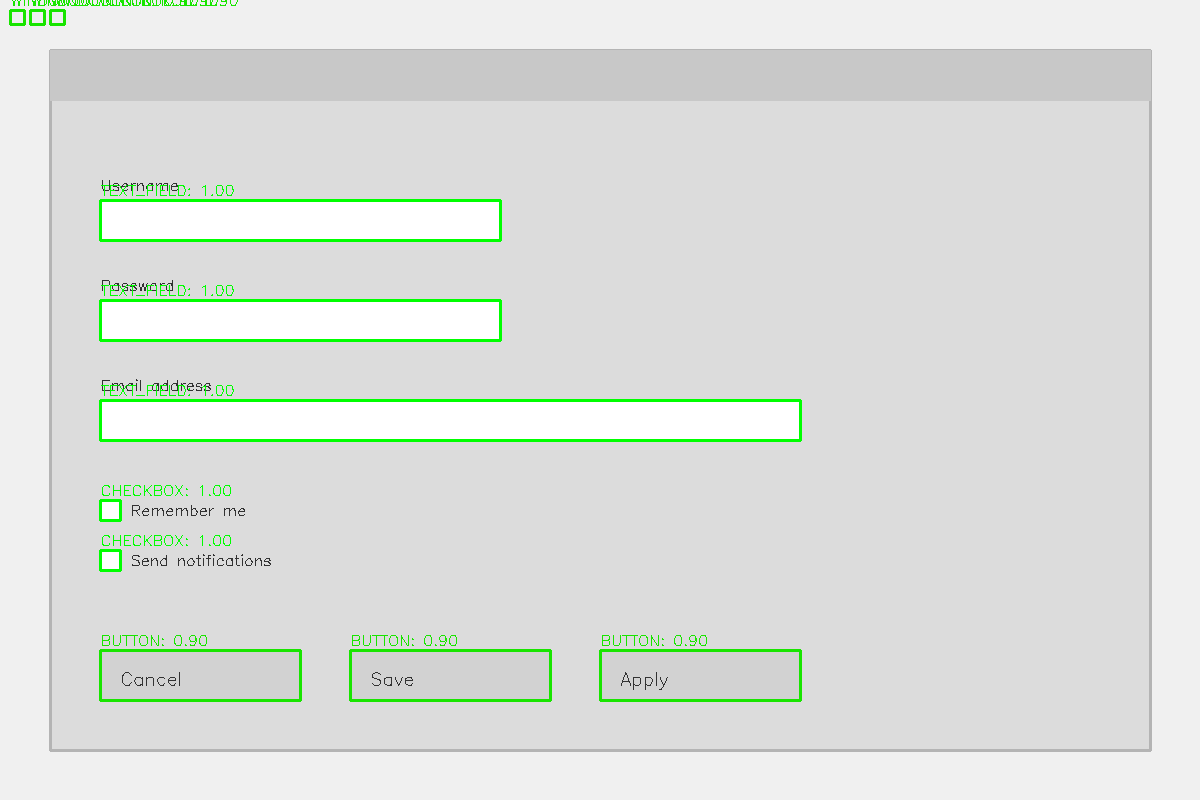 Username
TEXT_FIELD: 1.00
Password
TEXT_FIELD: 1.00
Email address
TEXT_FIELD: 1.00
CHECKBOX: 1.00
Remember me
CHECKBOX: 1.00
Send notifications
BUTTON: 0.90 BUTTON: 0.90 BUTTON: 0.90
Cancel Save Apply